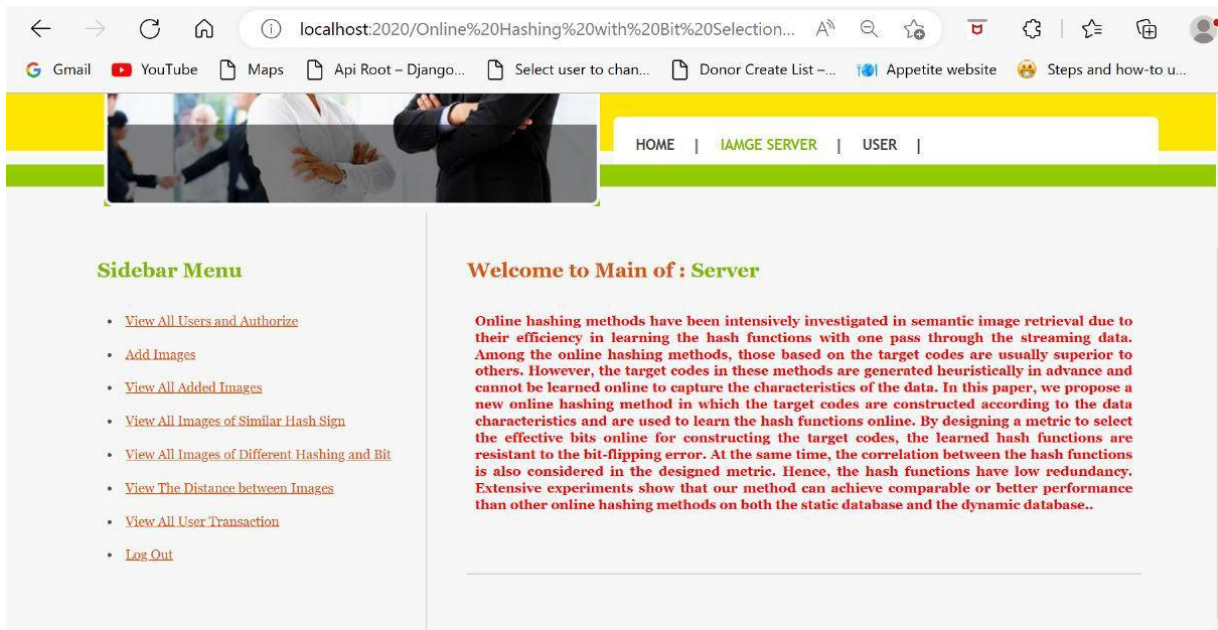 localhost:2020/Online%20Hashing%20with%20Bit%20Selection...
Gmail YouTube Maps Api Root – Django... Select user to chan... Donor Create List –... Appetite website Steps and how-to u...
HOME | IAMGE SERVER | USER |
Sidebar Menu
View All Users and Authorize
Add Images
View All Added Images
View All Images of Similar Hash Sign
View All Images of Different Hashing and Bit
View The Distance between Images
View All User Transaction
Log Out
Welcome to Main of : Server
Online hashing methods have been intensively investigated in semantic image retrieval due to
their efficiency in learning the hash functions with one pass through the streaming data.
Among the online hashing methods, those based on the target codes are usually superior to
others. However, the target codes in these methods are generated heuristically in advance and
cannot be learned online to capture the characteristics of the data. In this paper, we propose a
new online hashing method in which the target codes are constructed according to the data
characteristics and are used to learn the hash functions online. By designing a metric to select
the effective bits online for constructing the target codes, the learned hash functions are
resistant to the bit-flipping error. At the same time, the correlation between the hash functions
is also considered in the designed metric. Hence, the hash functions have low redundancy.
Extensive experiments show that our method can achieve comparable or better performance
than other online hashing methods on both the static database and the dynamic database..